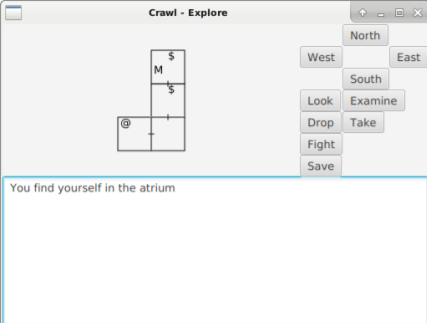 Crawl - Explore
$
M
$
@
North
West East
South
Look Examine
Drop Take
Fight
Save
You find yourself in the atrium